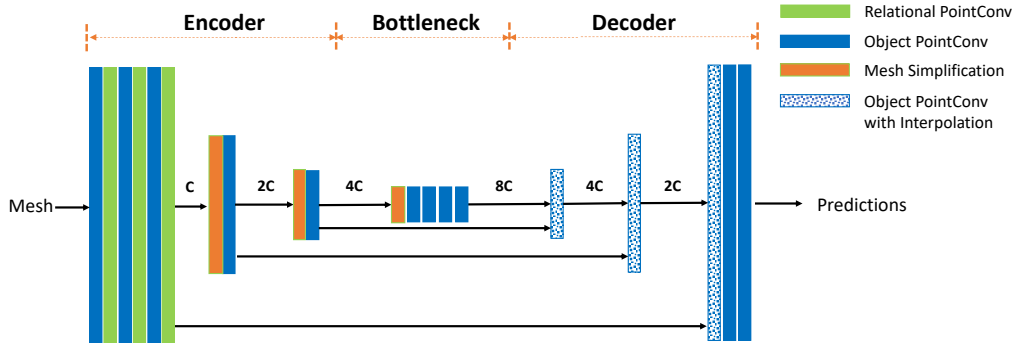 Encoder
Bottleneck
Decoder
Relational PointConv
Object PointConv
Mesh Simplification
Object PointConv
with Interpolation
Mesh
C
2C
4C
8C
4C
2C
Predictions